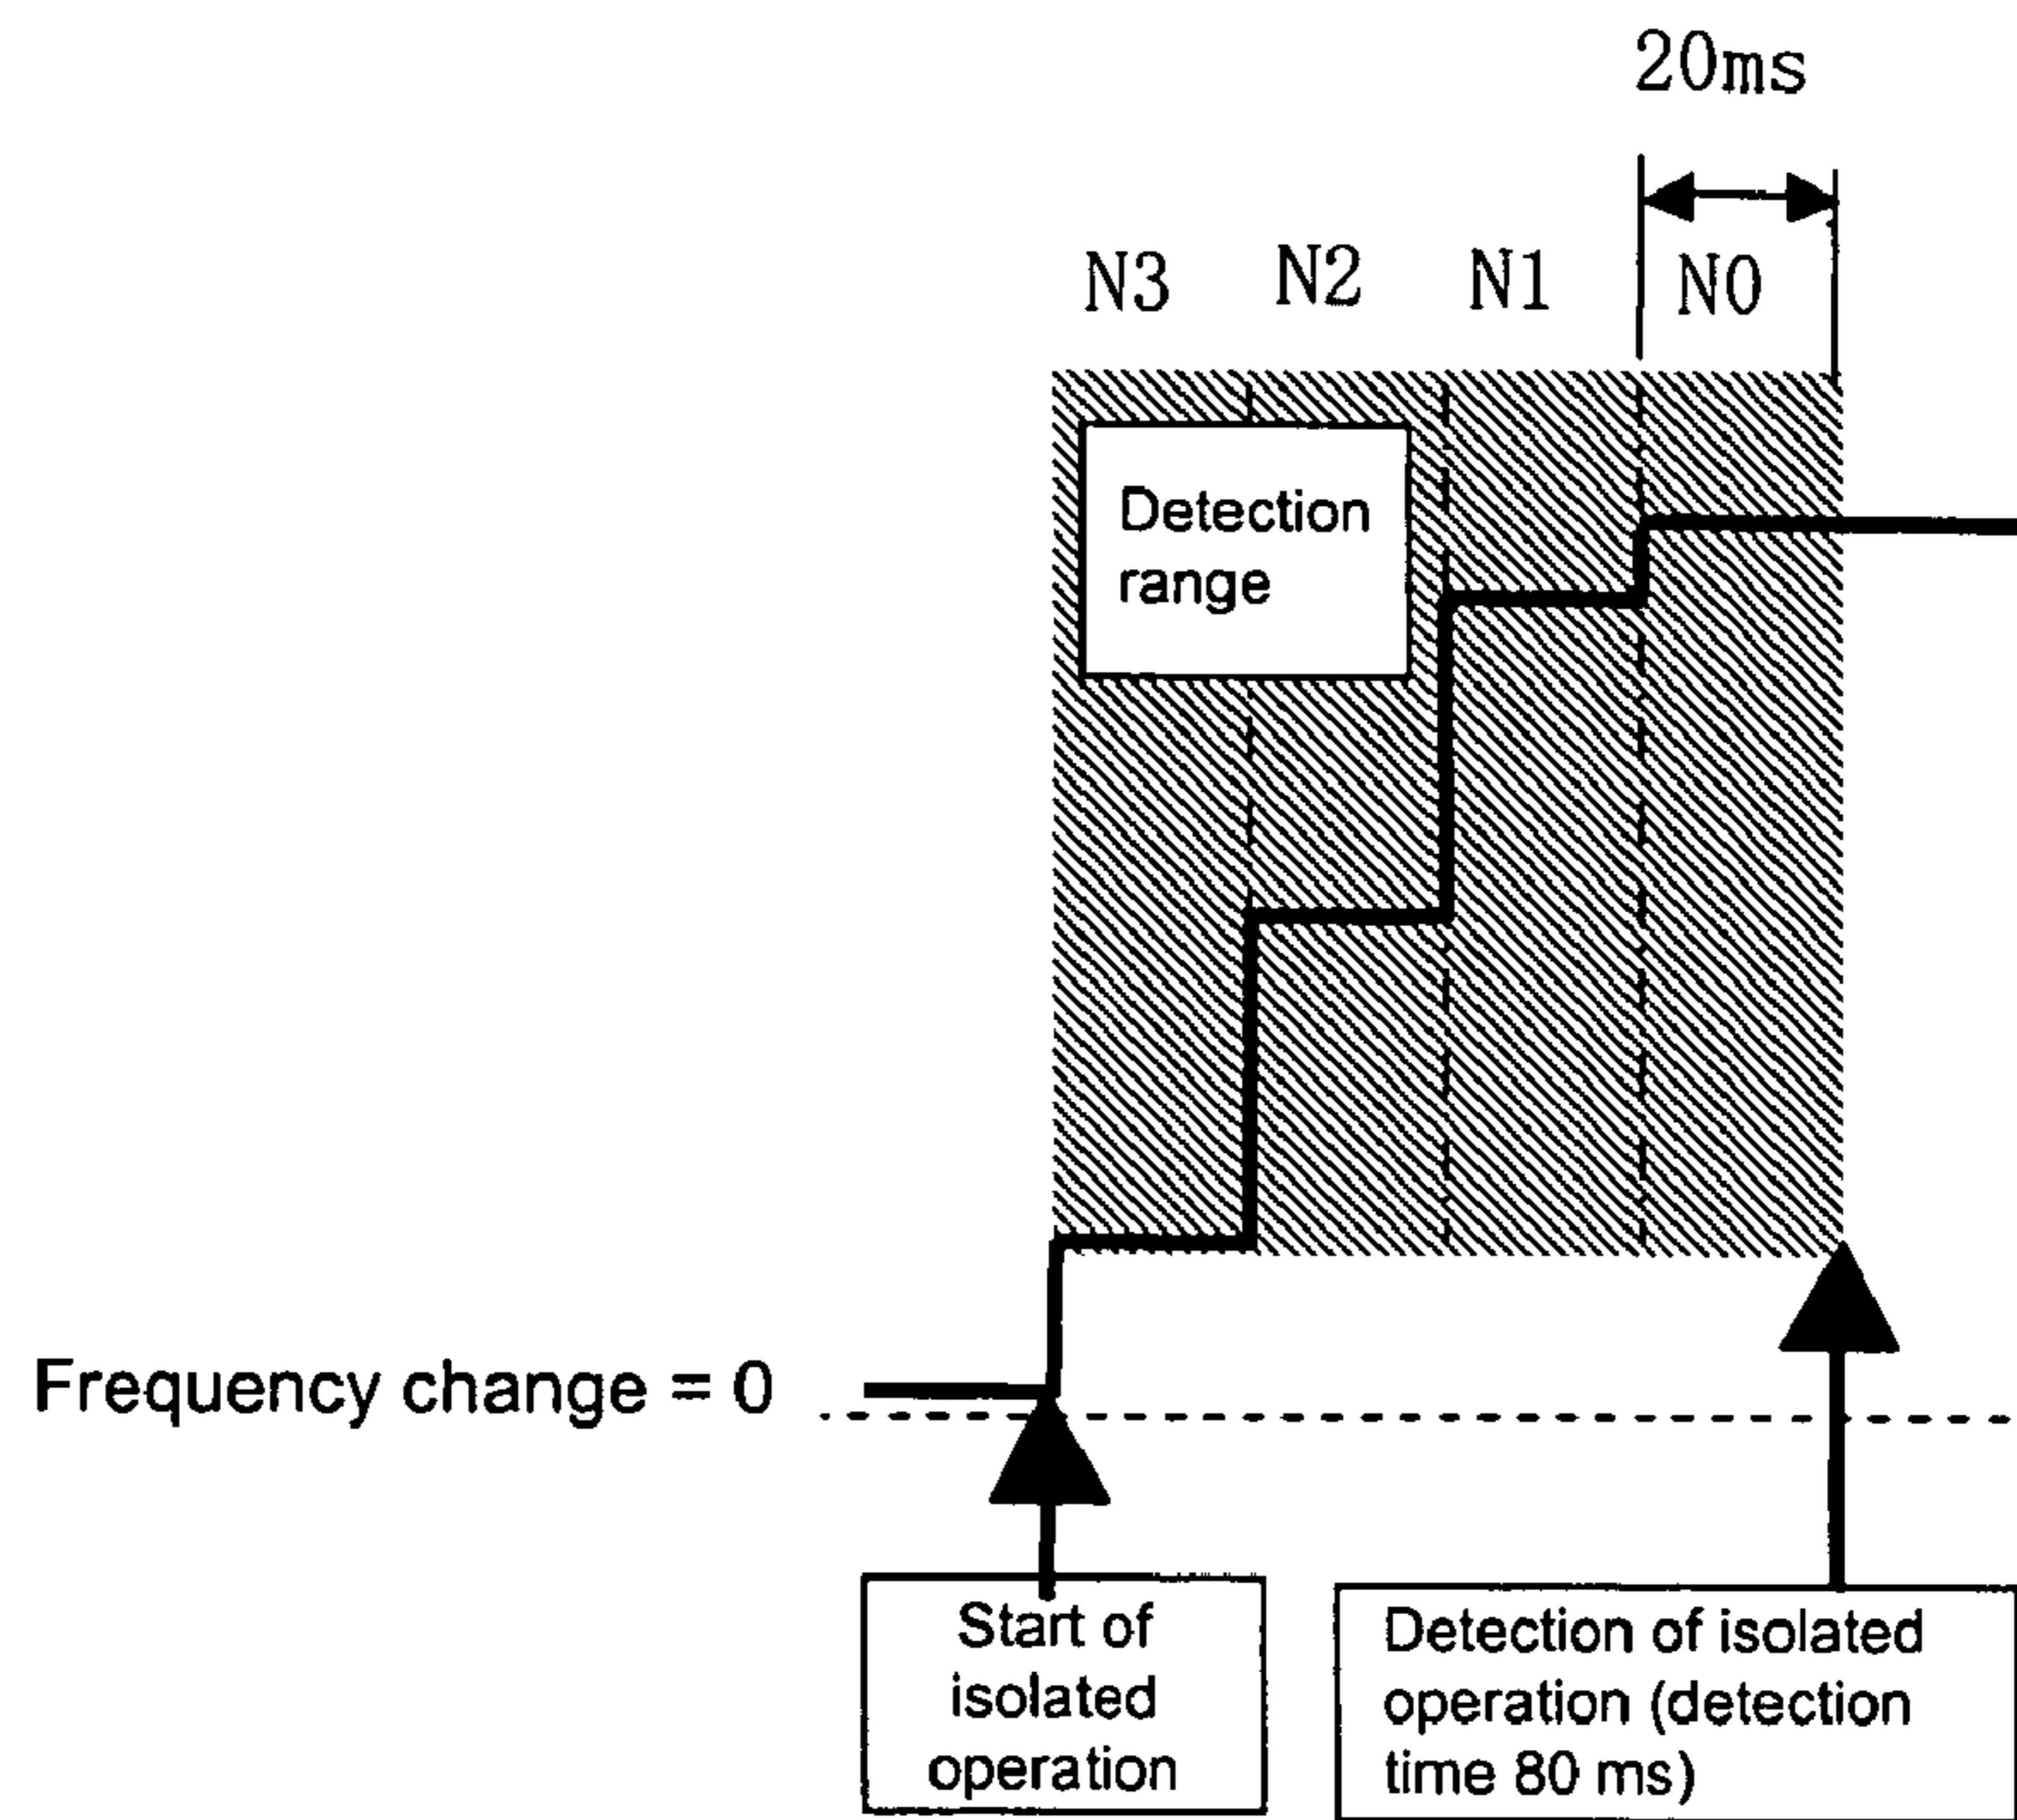 20ms
N3 N2 N1 N0
Detection
range
Frequency change = 0
Start of
isolated
operation
Detection of isolated
operation (detection
time 80 ms)